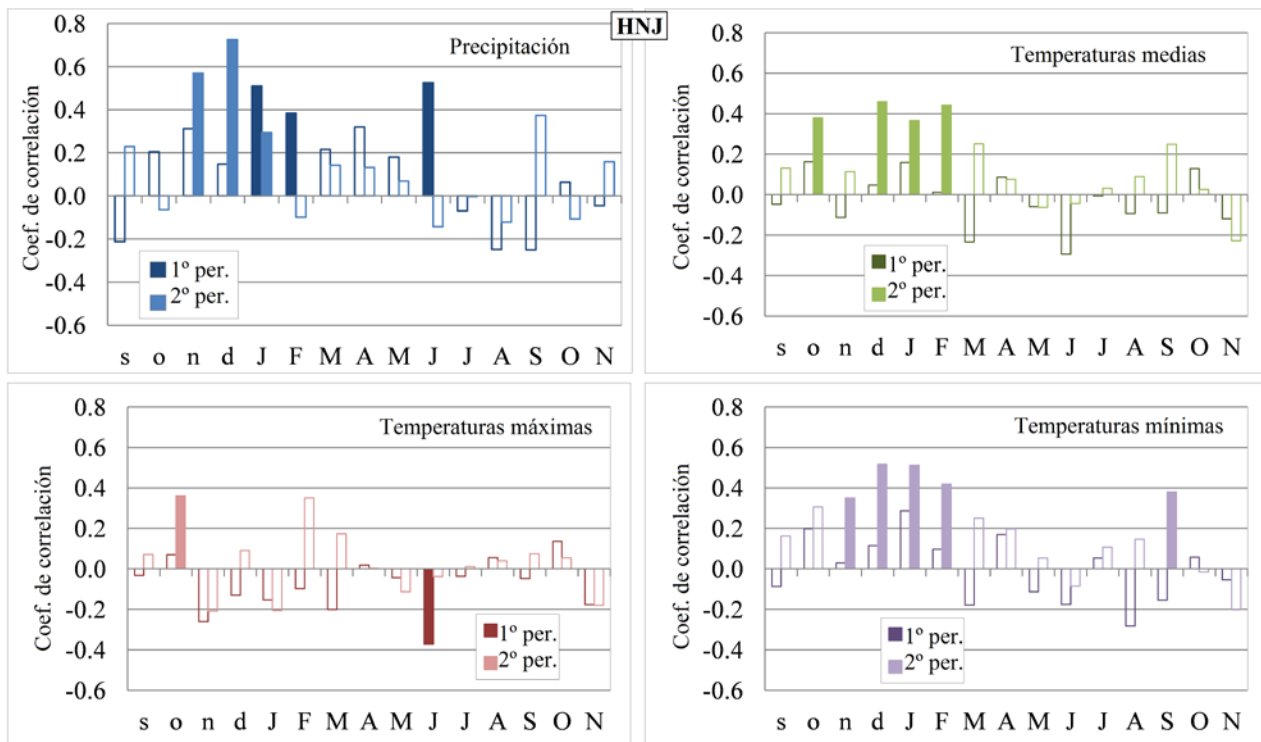 HNJ
Precipitación
Coef. de correlación
0.8
0.6
0.4
0.2
0.0
-0.2
-0.4
-0.6
1º per.
2º per.
s o n d J F M A M J J A S O N
Temperaturas medias
Coef. de correlación
0.8
0.6
0.4
0.2
0.0
-0.2
-0.4
-0.6
1º per.
2º per.
s o n d J F M A M J J A S O N
Temperaturas máximas
Coef. de correlación
0.8
0.6
0.4
0.2
0.0
-0.2
-0.4
-0.6
1º per.
2º per.
s o n d J F M A M J J A S O N
Temperaturas mínimas
Coef. de correlación
0.8
0.6
0.4
0.2
0.0
-0.2
-0.4
-0.6
1º per.
2º per.
s o n d J F M A M J J A S O N